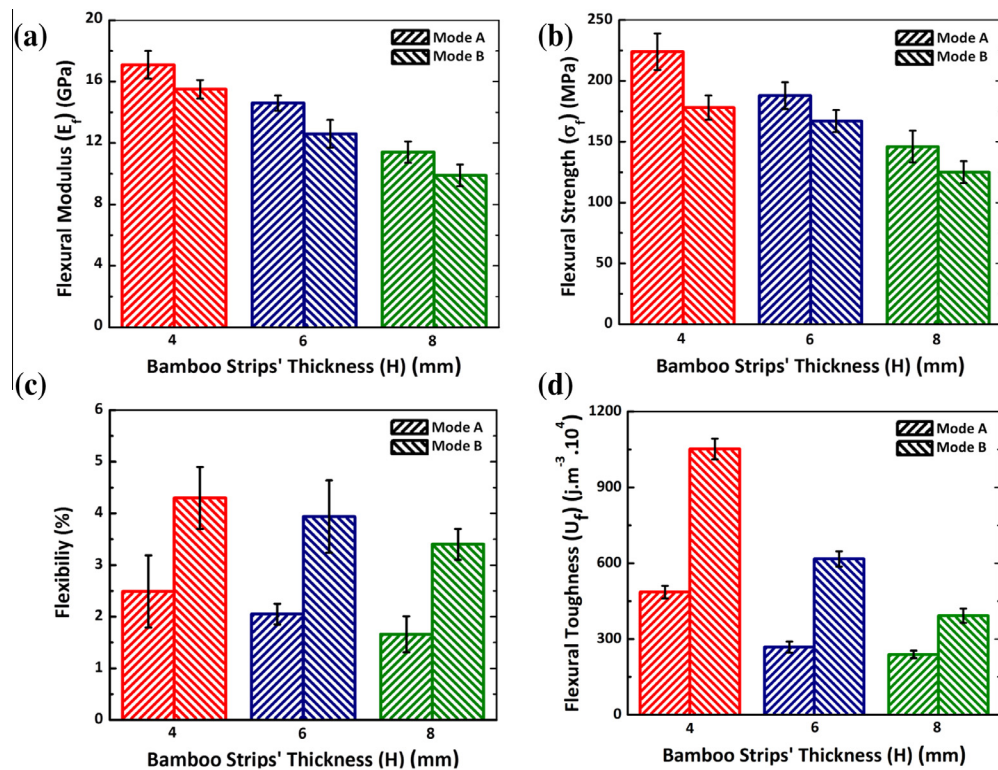 (a)
20
16
12
8
4
0
Flexural Modulus (E_f) (GPa)
Mode A
Mode B
4 6 8
Bamboo Strips' Thickness (H) (mm)
(b)
250
200
150
100
50
0
Flexural Strength (σ_f) (MPa)
Mode A
Mode B
4 6 8
Bamboo Strips' Thickness (H) (mm)
(c)
6
5
4
3
2
1
0
Flexibiliy (%)
Mode A
Mode B
4 6 8
Bamboo Strips' Thickness (H) (mm)
(d)
1200
900
600
300
0
Flexural Toughness (U_f) (j.m⁻³.10⁴)
Mode A
Mode B
4 6 8
Bamboo Strips' Thickness (H) (mm)